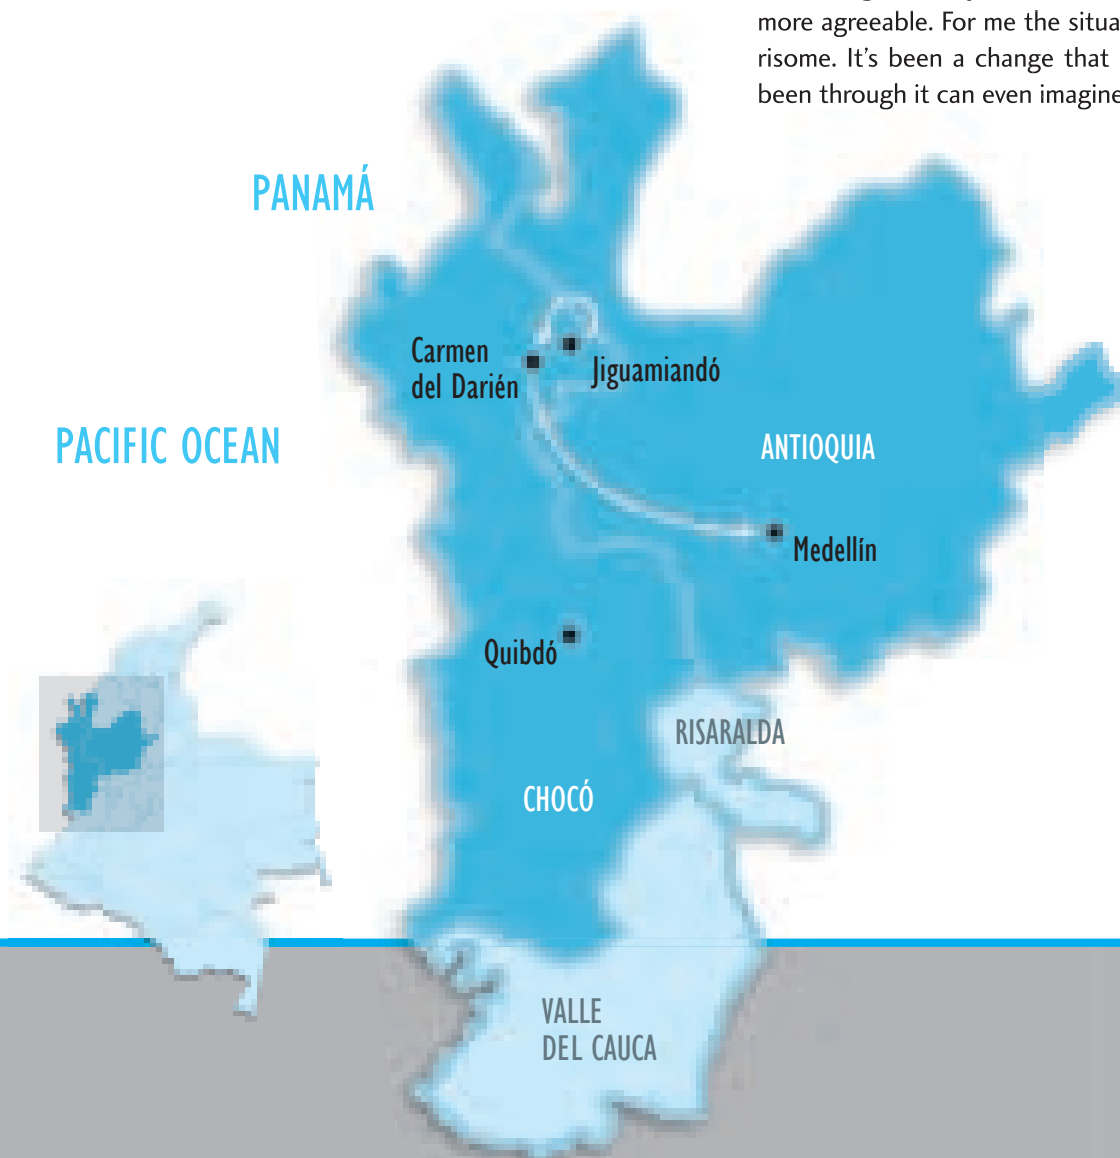 more agreeable. For me the situa
risome. It's been a change that
been through it can even imagine
PANAMÁ
Carmen
del Darién
Jiguamiandó
PACIFIC OCEAN
ANTIOQUIA
Medellín
Quibdó
RISARALDA
CHOCÓ
VALLE
DEL CAUCA